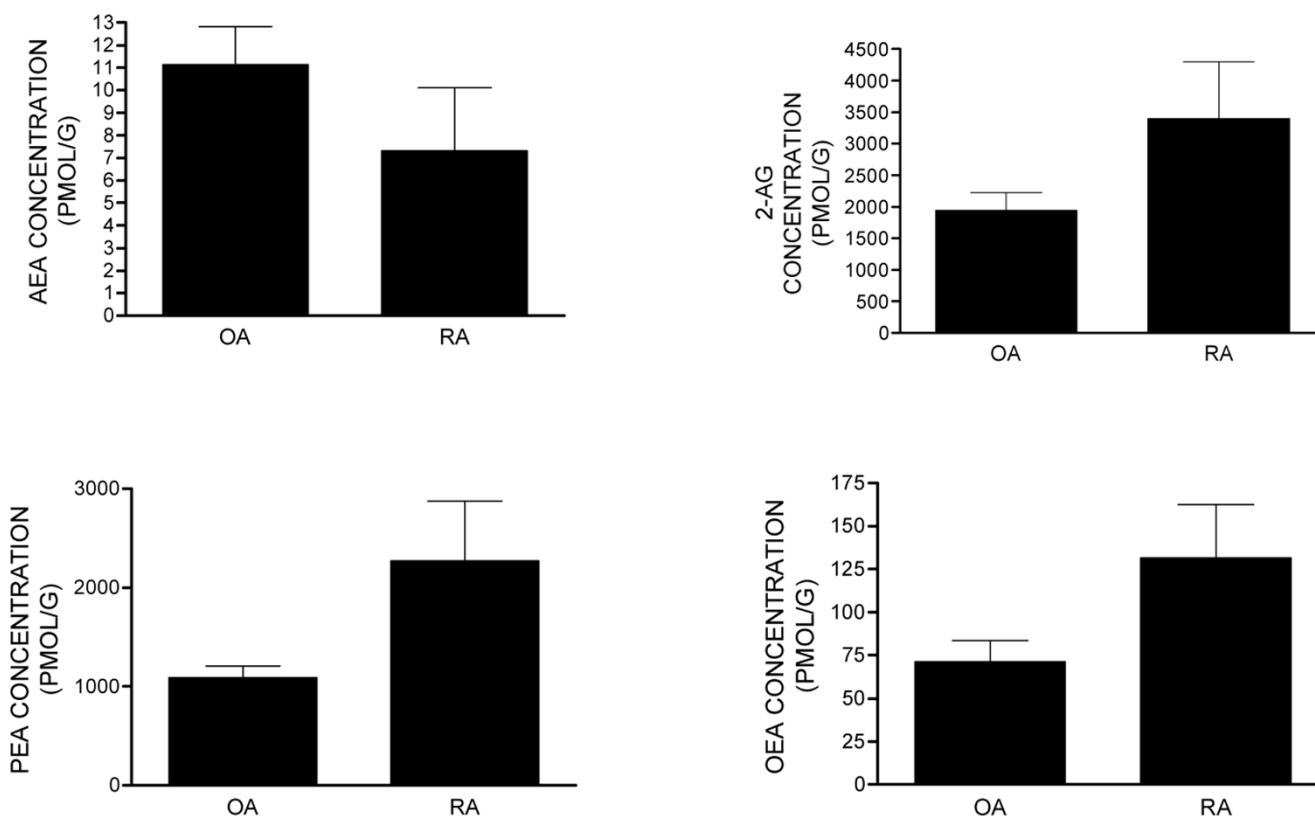 AEA CONCENTRATION
(PMOL/G)
13
12
11
10
9
8
7
6
5
4
3
2
1
0
OA RA
2-AG
CONCENTRATION
(PMOL/G)
4500
4000
3500
3000
2500
2000
1500
1000
500
0
OA RA
PEA CONCENTRATION
(PMOL/G)
3000
2000
1000
0
OA RA
OEA CONCENTRATION
(PMOL/G)
175
150
125
100
75
50
25
0
OA RA